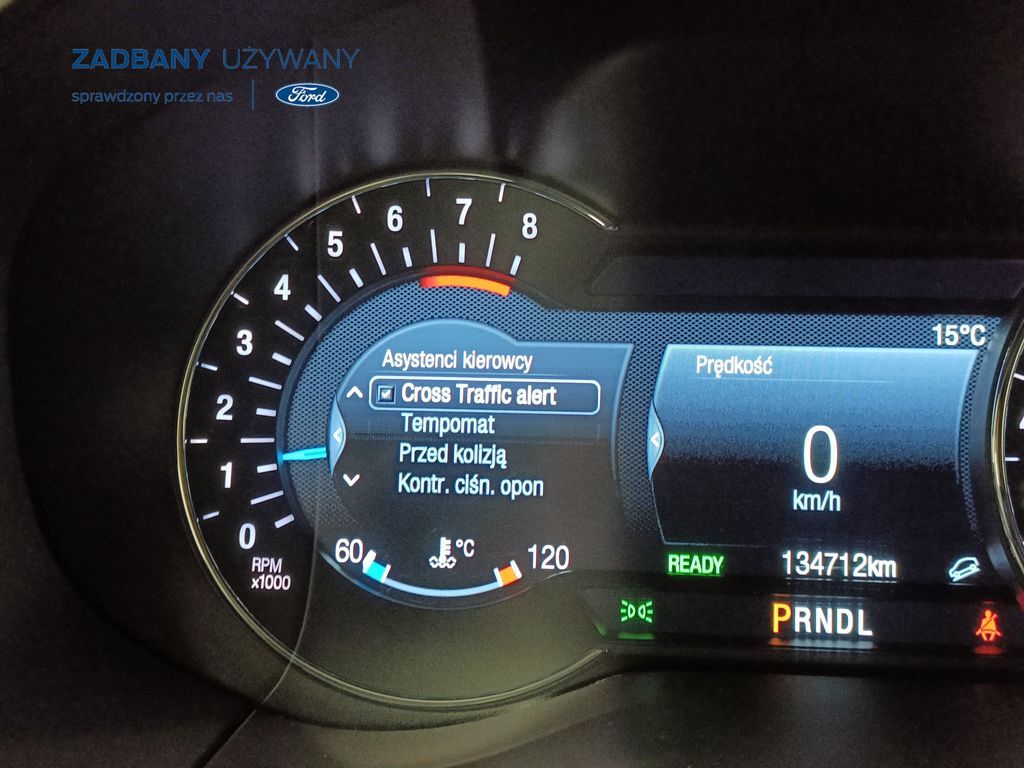 ZADBANY UŻYWANY
sprawdzony przez nas
Ford
8
7
6
5
4
3
2
1
0
RPM
x1000
Asystenci kierowcy
Cross Traffic alert
Tempomat
Przed kolizją
Kontr. ciśn. opon
60
°C
120
15°C
Prędkość
0
km/h
READY
134712km
PRNDL